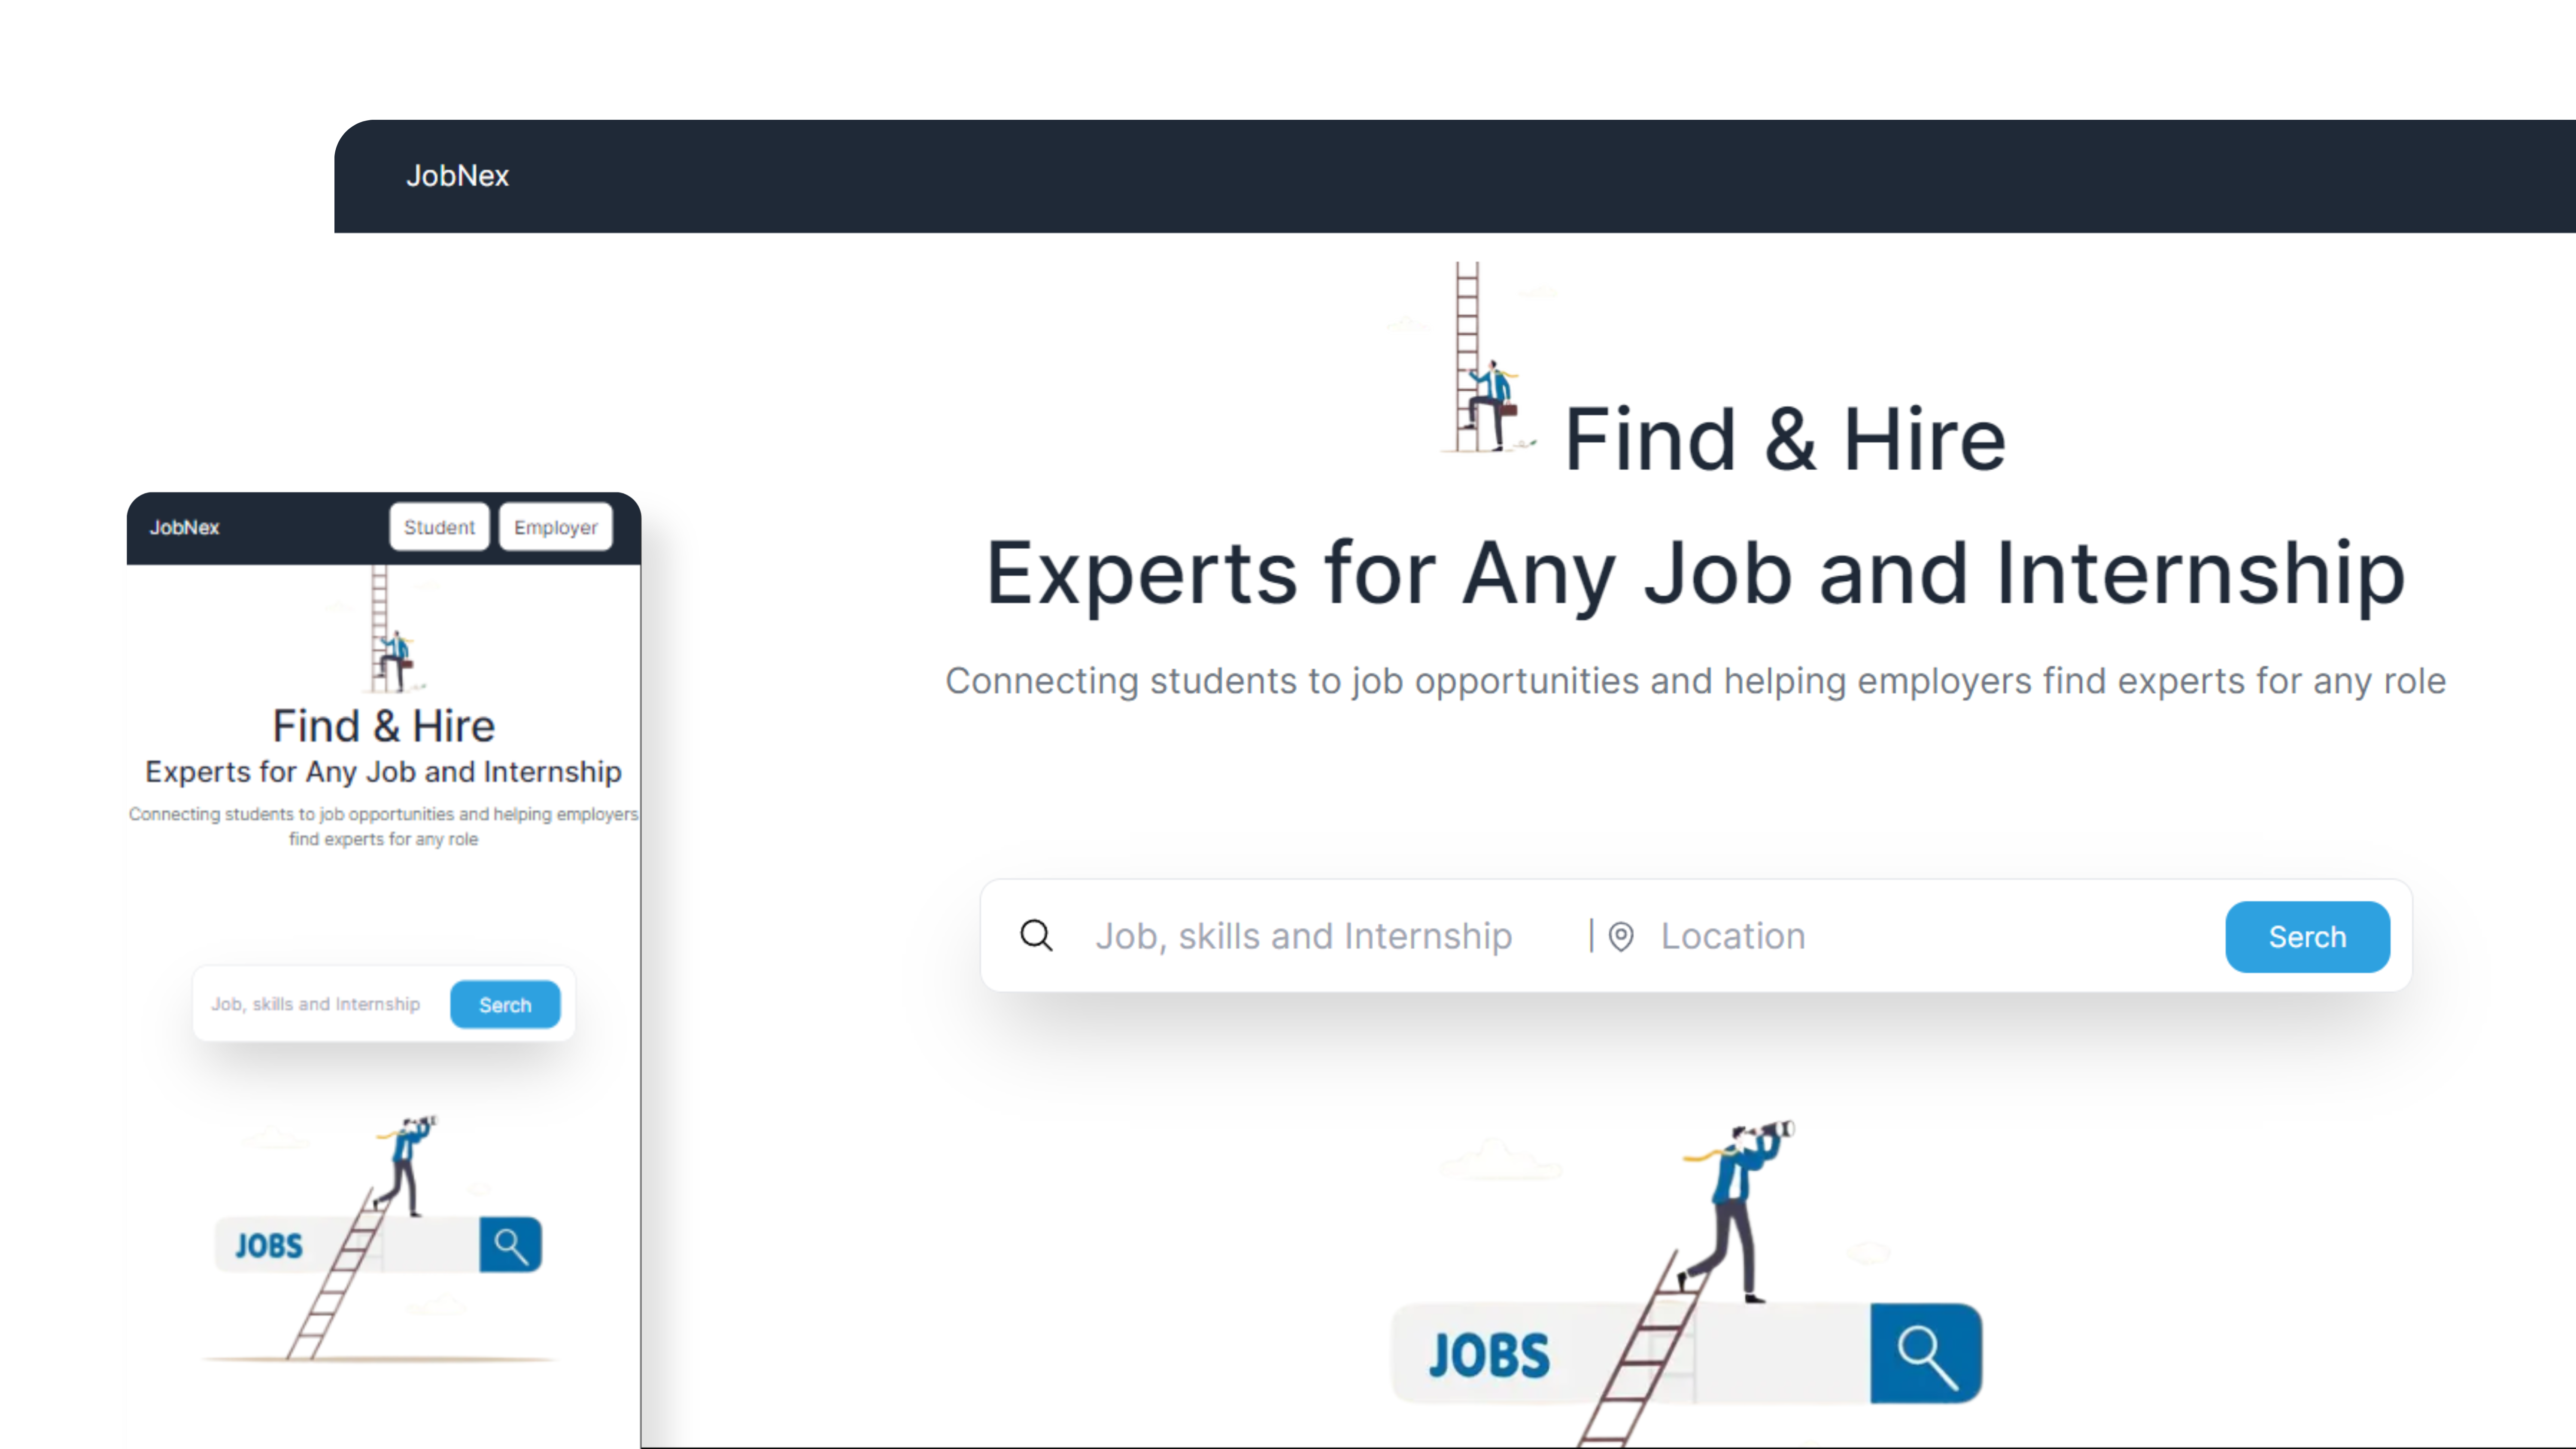 JobNex
Find & Hire
Experts for Any Job and Internship
Connecting students to job opportunities and helping employers find experts for any role
Job, skills and Internship | Location Serch
JOBS
JobNex Student Employer
Find & Hire
Experts for Any Job and Internship
Connecting students to job opportunities and helping employers
find experts for any role
Job, skills and Internship Serch
JOBS